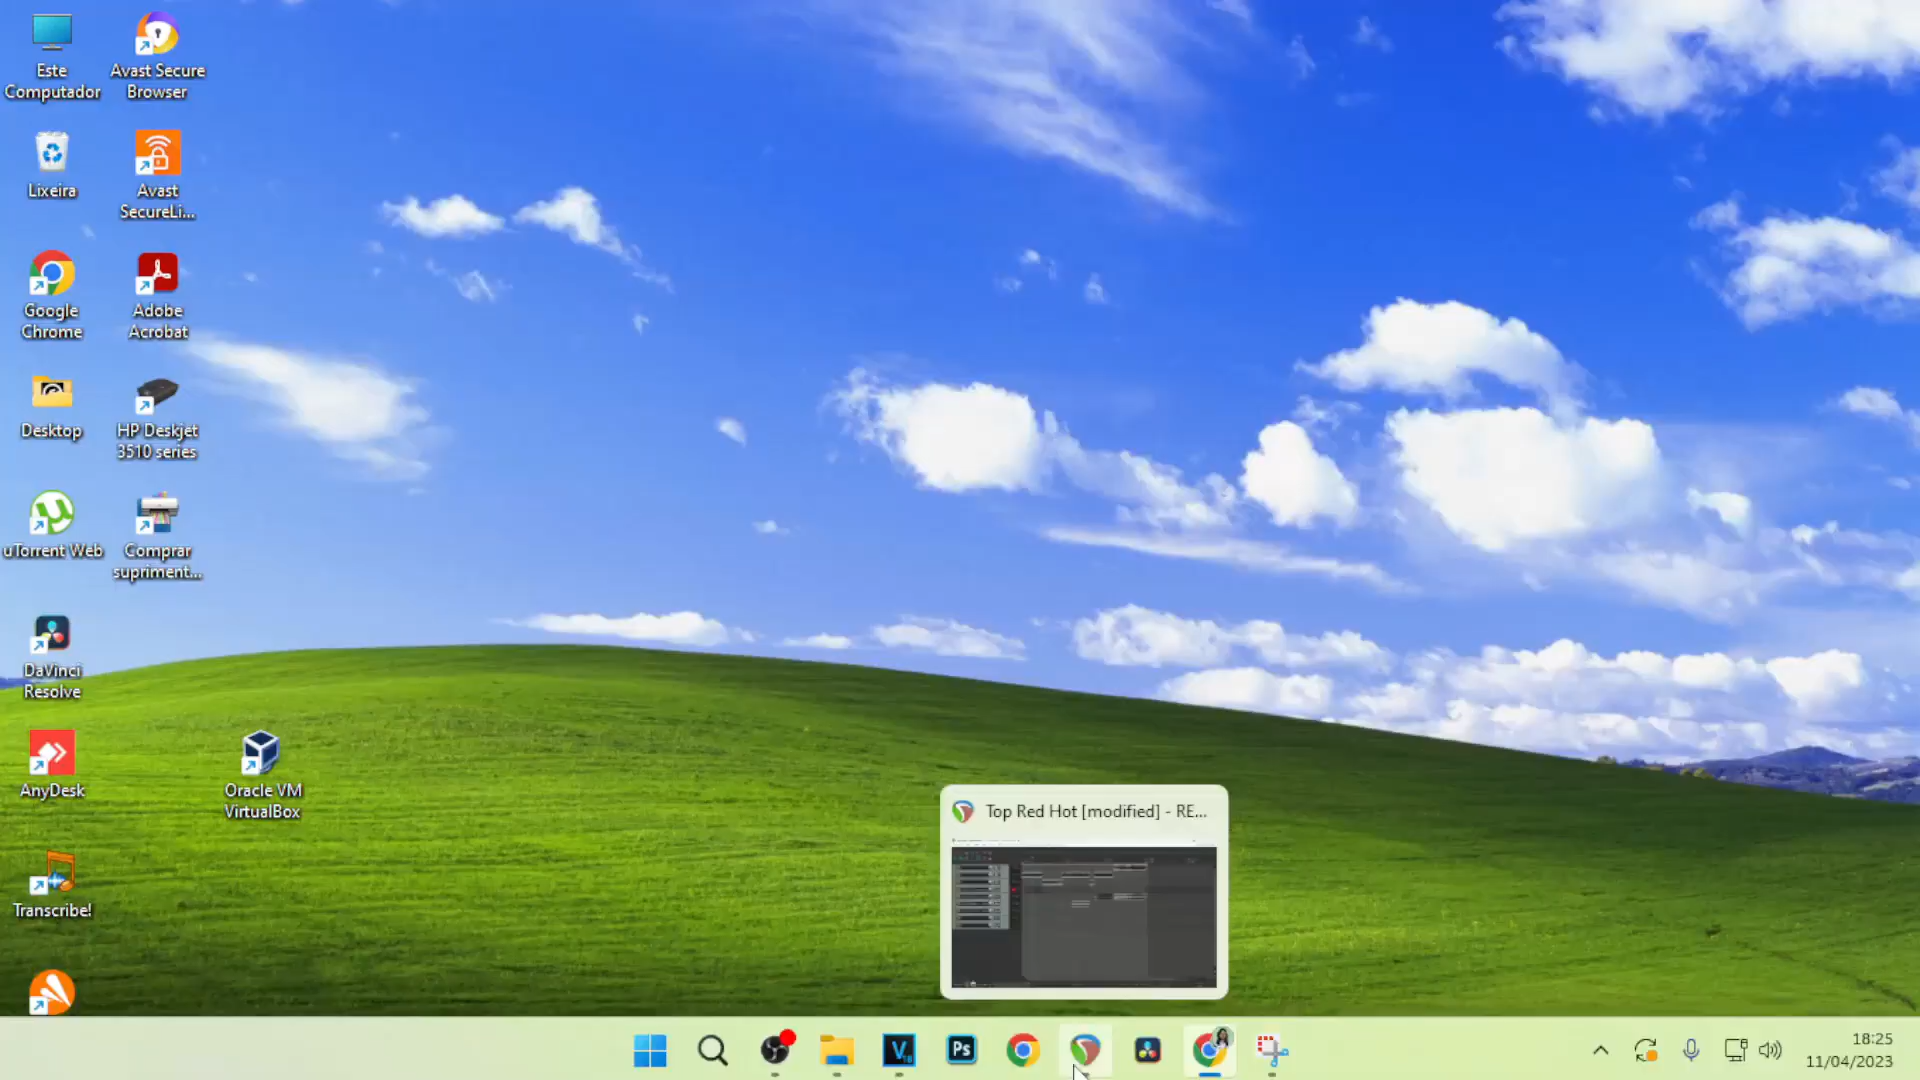 Este
Computador
Avast Secure
Browser
Lixeira
Avast
SecureLi...
Google
Chrome
Adobe
Acrobat
Desktop
HP Deskjet
3510 series
uTorrent Web
Comprar
supriment...
DaVinci
Resolve
AnyDesk
Oracle VM
VirtualBox
Transcribe!
Top Red Hot [modified] - RE...
V
18
Ps
18:25
11/04/2023